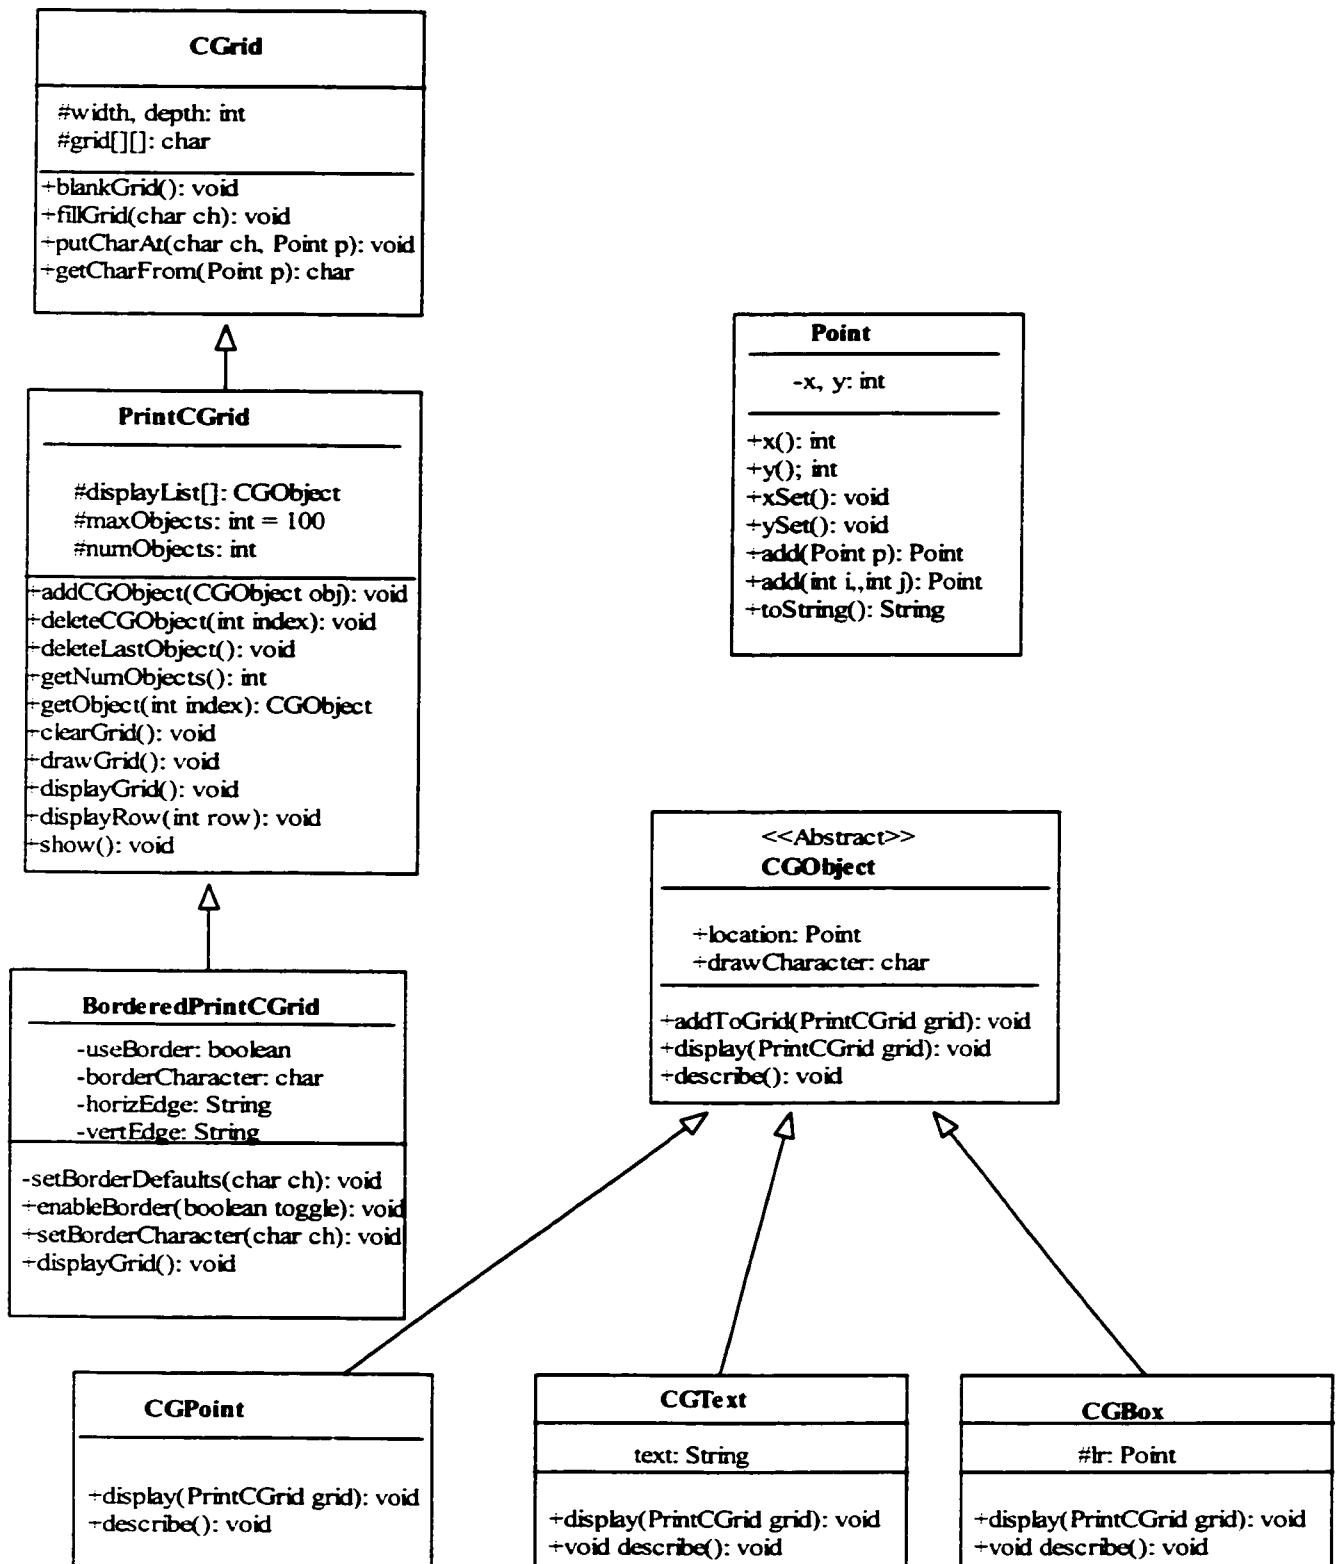 CGrid
#width, depth: int
#grid[][]: char
+blankGrid(): void
+fillGrid(char ch): void
+putCharAt(char ch, Point p): void
+getCharFrom(Point p): char
PrintCGrid
#displayList[]: CGObject
#maxObjects: int = 100
#numObjects: int
+addCGObject(CGObject obj): void
+deleteCGObject(int index): void
+deleteLastObject(): void
+getNumObjects(): int
+getObject(int index): CGObject
+clearGrid(): void
+drawGrid(): void
+displayGrid(): void
+displayRow(int row): void
+show(): void
BorderedPrintCGrid
-useBorder: boolean
-borderCharacter: char
-horizEdge: String
-vertEdge: String
-setBorderDefaults(char ch): void
+enableBorder(boolean toggle): void
+setBorderCharacter(char ch): void
+displayGrid(): void
Point
-x, y: int
+x(): int
+y(); int
+xSet(): void
+ySet(): void
+add(Point p): Point
+add(int i,,int j): Point
+toString(): String
<<Abstract>>
CGObject
+location: Point
+drawCharacter: char
+addToGrid(PrintCGrid grid): void
+display(PrintCGrid grid): void
+describe(): void
CGPoint
+display(PrintCGrid grid): void
+describe(): void
CGText
text: String
+display(PrintCGrid grid): void
+void describe(): void
CGBox
#lr: Point
+display(PrintCGrid grid): void
+void describe(): void